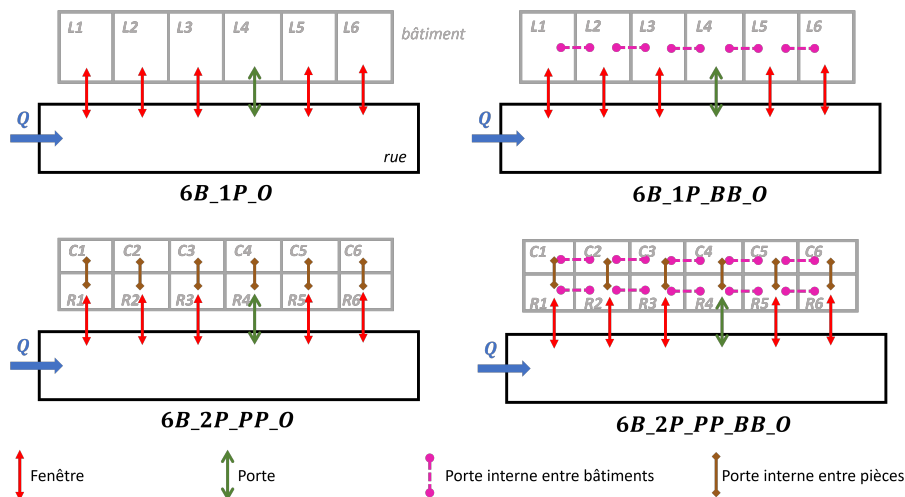 L1 L2 L3 L4 L5 L6 bâtiment
Q
rue
6B_1P_O
L1 L2 L3 L4 L5 L6
Q
6B_1P_BB_O
C1 C2 C3 C4 C5 C6
R1 R2 R3 R4 R5 R6
Q
6B_2P_PP_O
C1 C2 C3 C4 C5 C6
R1 R2 R3 R4 R5 R6
Q
6B_2P_PP_BB_O
Fenêtre
Porte
Porte interne entre bâtiments
Porte interne entre pièces